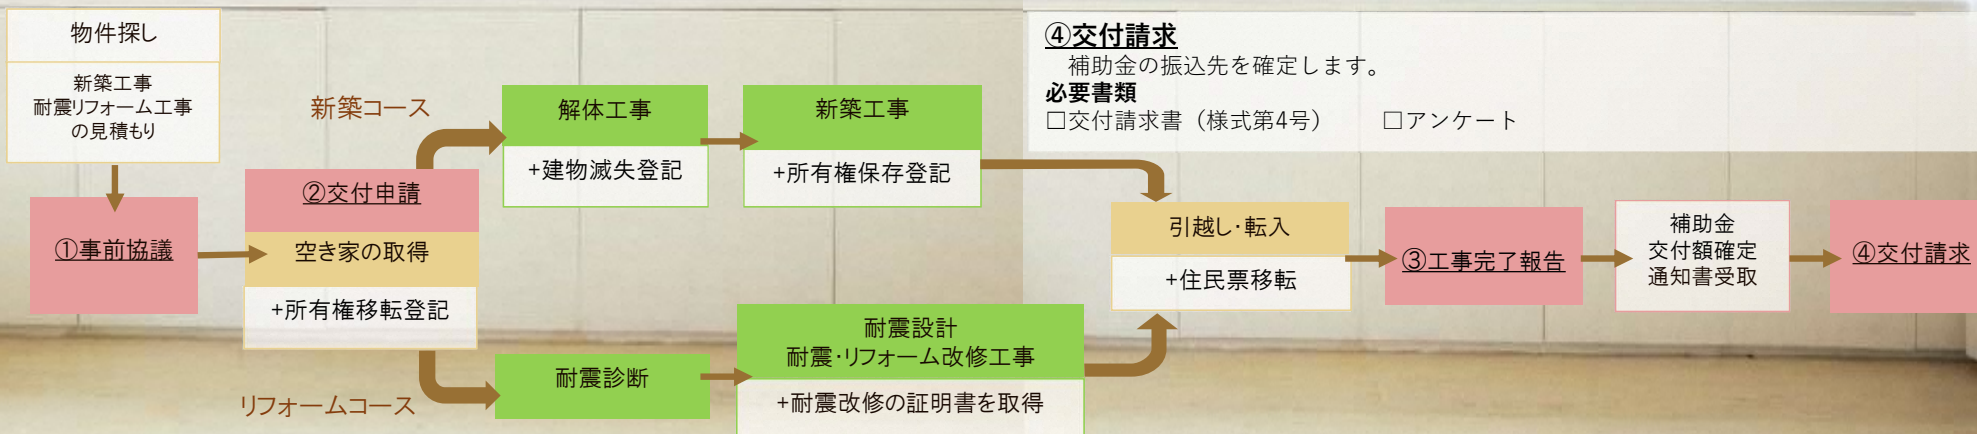 物件探し
新築工事
耐震リフォーム工事
の見積もり
①事前協議
②交付申請
空き家の取得
+所有権移転登記
新築コース
解体工事
+建物滅失登記
新築工事
+所有権保存登記
リフォームコース
耐震診断
耐震設計
耐震・リフォーム改修工事
+耐震改修の証明書を取得
引越し・転入
+住民票移転
③工事完了報告
補助金
交付額確定
通知書受取
④交付請求
④交付請求
補助金の振込先を確定します。
必要書類
□交付請求書（様式第4号） □アンケート